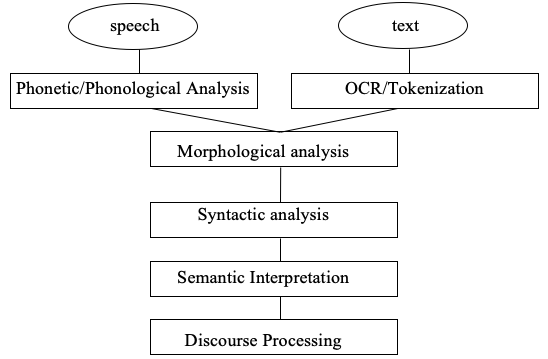 speech
text
Phonetic/Phonological Analysis
OCR/Tokenization
Morphological analysis
Syntactic analysis
Semantic Interpretation
Discourse Processing